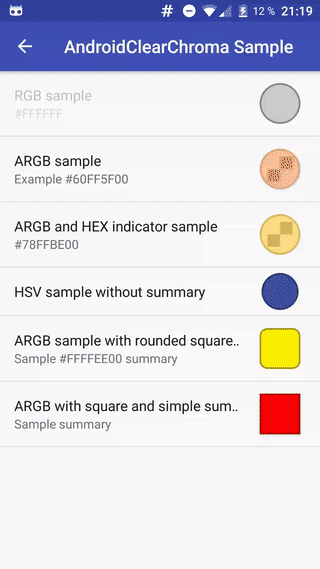 # 12 % 21:19
AndroidClearChroma Sample
RGB sample
#FFFFFF
ARGB sample
Example #60FF5F00
ARGB and HEX indicator sample
#78FFBE00
HSV sample without summary
ARGB sample with rounded square..
Sample #FFFFEE00 summary
ARGB with square and simple sum..
Sample summary